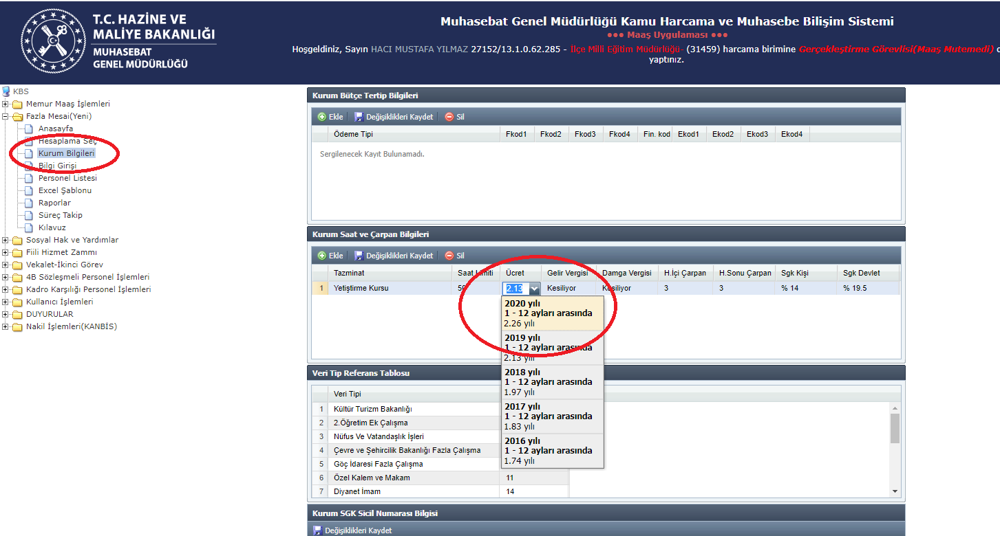 T.C. HAZİNE VE
MALİYE BAKANLIĞI
MUHASEBAT
GENEL MÜDÜRLÜĞÜ
Muhasebat Genel Müdürlüğü Kamu Harcama ve Muhasebe Bilişim Sistemi
●●● Maaş Uygulaması ●●●
Hoşgeldiniz, Sayın HACI MUSTAFA YILMAZ 27152/13.1.0.62.285 - İlçe Milli Eğitim Müdürlüğü- (31459) harcama birimine Gerçekleştirme Görevlisi(Maaş Mutemedi)
yaptınız.
KBS
Memur Maaş İşlemleri
Fazla Mesai(Yeni)
Anasayfa
Hesaplama Seç
Kurum Bilgileri
Bilgi Girişi
Personel Listesi
Excel Şablonu
Raporlar
Süreç Takip
Kılavuz
Sosyal Hak ve Yardımlar
Fiili Hizmet Zammı
Vekalet-İkinci Görev
4B Sözleşmeli Personel İşlemleri
Kadro Karşılığı Personel İşlemleri
Kullanıcı İşlemleri
DUYURULAR
Nakil İşlemleri(KANBİS)
Kurum Bütçe Tertip Bilgileri
Ekle Değişiklikleri Kaydet Sil
Ödeme Tipi Fkod1 Fkod2 Fkod3 Fkod4 Fin. kod Ekod1 Ekod2 Ekod3 Ekod4
Sergilenecek Kayıt Bulunamadı.
Kurum Saat ve Çarpan Bilgileri
Ekle Değişiklikleri Kaydet Sil
Tazminat Saat Limiti Ücret Gelir Vergisi Damga Vergisi H.İçi Çarpan H.Sonu Çarpan Sgk Kişi Sgk Devlet
1 Yetiştirme Kursu 2.13 Kesiliyor Kesiliyor 3 3 % 14 % 19.5
2020 yılı
1 - 12 ayları arasında
2.26 yılı
2019 yılı
1 - 12 ayları arasında
2.13 yılı
2018 yılı
1 - 12 ayları arasında
1.97 yılı
2017 yılı
1 - 12 ayları arasında
1.83 yılı
2016 yılı
1 - 12 ayları arasında
1.74 yılı
Veri Tip Referans Tablosu
Veri Tipi
1 Kültür Turizm Bakanlığı
2 2.Öğretim Ek Çalışma
3 Nüfus Ve Vatandaşlık İşleri
4 Çevre ve Şehircilik Bakanlığı Fazla Çalışma
5 Göç İdaresi Fazla Çalışma
6 Özel Kalem ve Makam 11
7 Diyanet İmam 14
Kurum SGK Sicil Numarası Bilgisi
Değişiklikleri Kaydet